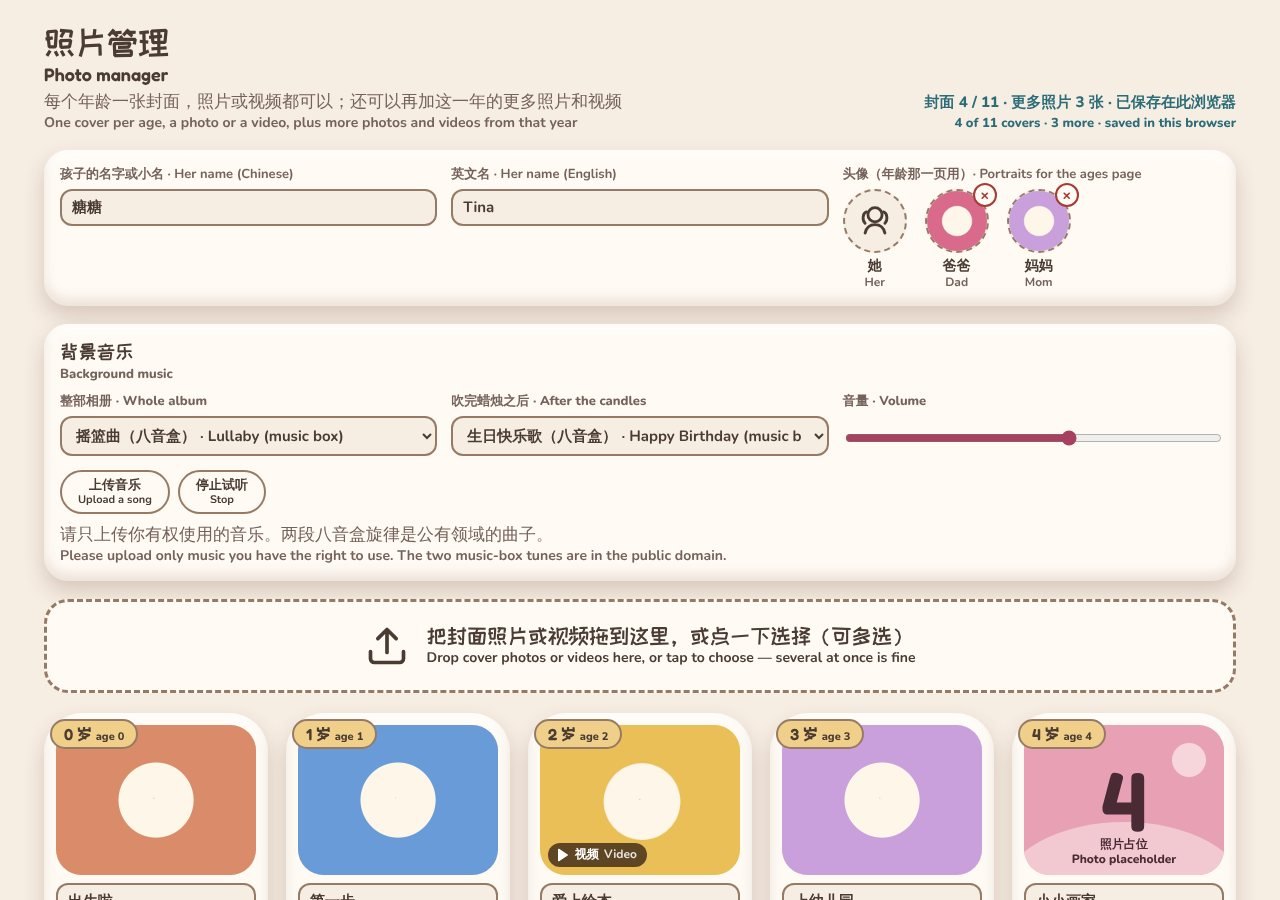 照片管理
Photo manager
每个年龄一张封面，照片或视频都可以；还可以再加这一年的更多照片和视频
One cover per age, a photo or a video, plus more photos and videos from that year
封面 4 / 11 · 更多照片 3 张 · 已保存在此浏览器
4 of 11 covers · 3 more · saved in this browser
孩子的名字或小名 · Her name (Chinese)
糖糖
英文名 · Her name (English)
Tina
头像（年龄那一页用）· Portraits for the ages page
她
Her
爸爸
Dad
妈妈
Mom
背景音乐
Background music
整部相册 · Whole album
摇篮曲（八音盒） · Lullaby (music box)
吹完蜡烛之后 · After the candles
生日快乐歌（八音盒） · Happy Birthday (music b
音量 · Volume
上传音乐
Upload a song
停止试听
Stop
请只上传你有权使用的音乐。两段八音盒旋律是公有领域的曲子。
Please upload only music you have the right to use. The two music-box tunes are in the public domain.
把封面照片或视频拖到这里，或点一下选择（可多选）
Drop cover photos or videos here, or tap to choose — several at once is fine
0 岁 age 0
1 岁 age 1
2 岁 age 2
视频 Video
3 岁 age 3
4 岁 age 4
4
照片占位
Photo placeholder